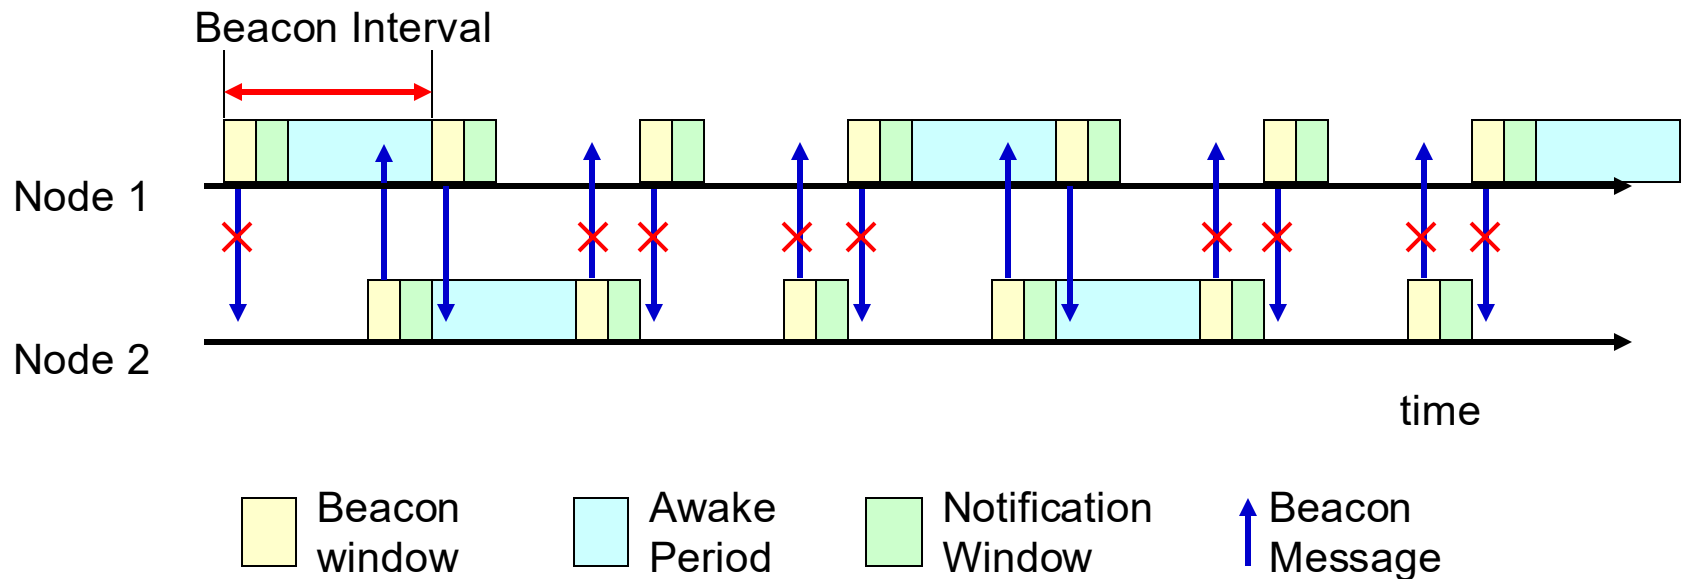 Beacon Interval
Node 1
Node 2
time
Beacon
window
Awake
Period
Notification
Window
Beacon
Message